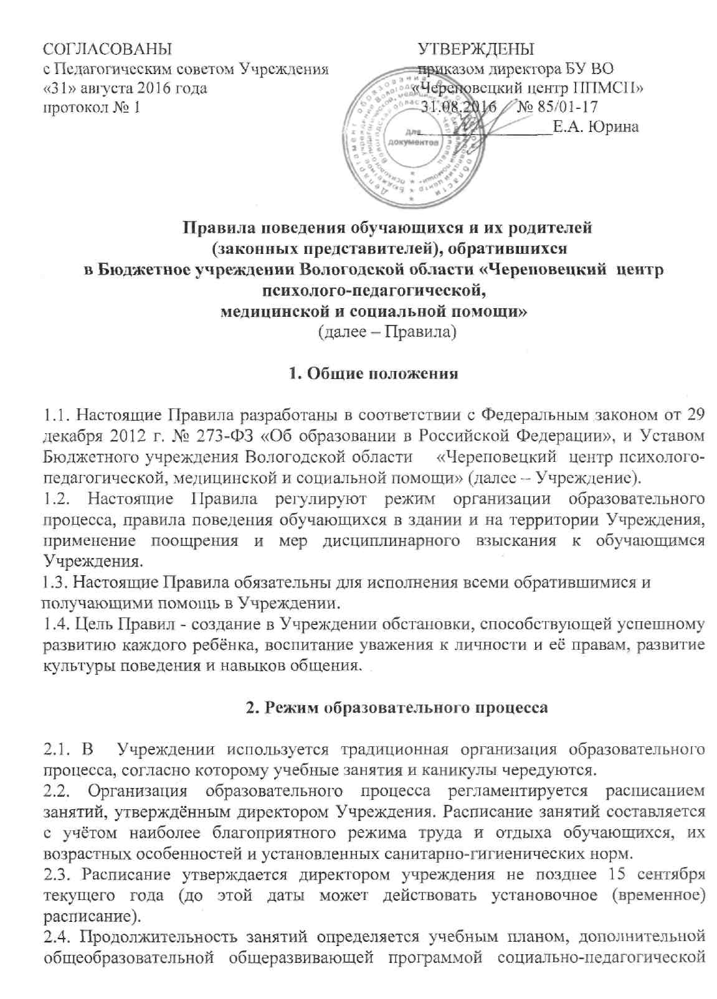 СОГЛАСОВАНЫ
с Педагогическим советом Учреждения
«31» августа 2016 года
протокол № 1
УТВЕРЖДЕНЫ
приказом директора БУ ВО
«Череповецкий центр ППМСП»
31.08.2016 № 85/01-17
________________Е.А. Юрина
для
документов
Правила поведения обучающихся и их родителей
(законных представителей), обратившихся
в Бюджетное учреждении Вологодской области «Череповецкий центр
психолого-педагогической,
медицинской и социальной помощи»
(далее – Правила)
1. Общие положения
1.1. Настоящие Правила разработаны в соответствии с Федеральным законом от 29
декабря 2012 г. № 273-ФЗ «Об образовании в Российской Федерации», и Уставом
Бюджетного учреждения Вологодской области «Череповецкий центр психолого-
педагогической, медицинской и социальной помощи» (далее – Учреждение).
1.2. Настоящие Правила регулируют режим организации образовательного
процесса, правила поведения обучающихся в здании и на территории Учреждения,
применение поощрения и мер дисциплинарного взыскания к обучающимся
Учреждения.
1.3. Настоящие Правила обязательны для исполнения всеми обратившимися и
получающими помощь в Учреждении.
1.4. Цель Правил - создание в Учреждении обстановки, способствующей успешному
развитию каждого ребёнка, воспитание уважения к личности и её правам, развитие
культуры поведения и навыков общения.
2. Режим образовательного процесса
2.1. В Учреждении используется традиционная организация образовательного
процесса, согласно которому учебные занятия и каникулы чередуются.
2.2. Организация образовательного процесса регламентируется расписанием
занятий, утверждённым директором Учреждения. Расписание занятий составляется
с учётом наиболее благоприятного режима труда и отдыха обучающихся, их
возрастных особенностей и установленных санитарно-гигиенических норм.
2.3. Расписание утверждается директором учреждения не позднее 15 сентября
текущего года (до этой даты может действовать установочное (временное)
расписание).
2.4. Продолжительность занятий определяется учебным планом, дополнительной
общеобразовательной общеразвивающей программой социально-педагогической